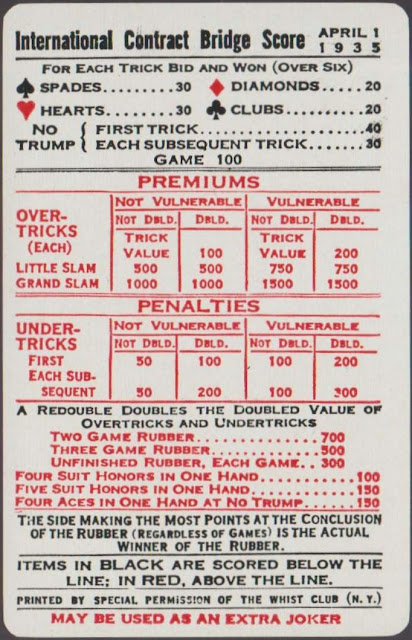 International Contract Bridge Score APRIL 1 1935
FOR EACH TRICK BID AND WON (OVER SIX)
♠ SPADES.........30 ♦ DIAMONDS.....20
♥ HEARTS.........30 ♣ CLUBS.........20
NO TRUMP { FIRST TRICK....................40
EACH SUBSEQUENT TRICK.......30
GAME 100
PREMIUMS
OVER-TRICKS (EACH) NOT VULNERABLE VULNERABLE
NOT DBLD. DBLD. NOT DBLD. DBLD.
TRICK VALUE 100 TRICK VALUE 200
LITTLE SLAM 500 500 750 750
GRAND SLAM 1000 1000 1500 1500
PENALTIES
UNDER-TRICKS NOT VULNERABLE VULNERABLE
NOT DBLD. DBLD. NOT DBLD. DBLD.
FIRST 50 100 100 200
EACH SUB-
SEQUENT 50 200 100 300
A REDOUBLE DOUBLES THE DOUBLED VALUE OF
OVERTRICKS AND UNDERTRICKS
TWO GAME RUBBER............700
THREE GAME RUBBER..........500
UNFINISHED RUBBER, EACH GAME..300
FOUR SUIT HONORS IN ONE HAND............100
FIVE SUIT HONORS IN ONE HAND............150
FOUR ACES IN ONE HAND AT NO TRUMP.....150
THE SIDE MAKING THE MOST POINTS AT THE CONCLUSION
OF THE RUBBER (REGARDLESS OF GAMES) IS THE ACTUAL
WINNER OF THE RUBBER.
ITEMS IN BLACK ARE SCORED BELOW THE
LINE; IN RED, ABOVE THE LINE.
PRINTED BY SPECIAL PERMISSION OF THE WHIST CLUB (N.Y.)
MAY BE USED AS AN EXTRA JOKER